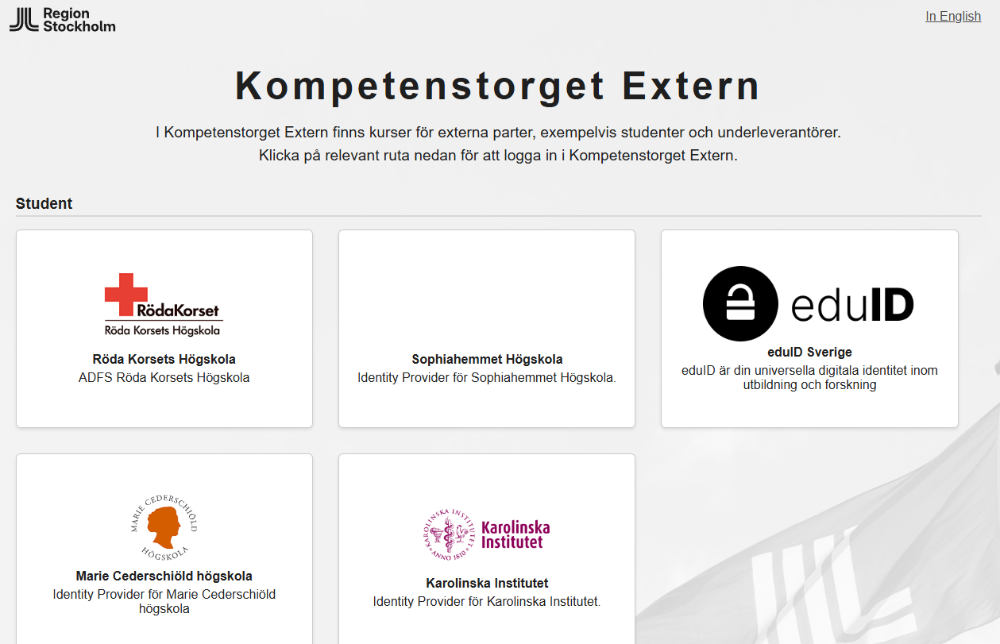 Region
Stockholm
In English
Kompetenstorget Extern
I Kompetenstorget Extern finns kurser för externa parter, exempelvis studenter och underleverantörer.
Klicka på relevant ruta nedan för att logga in i Kompetenstorget Extern.
Student
RödaKorset
Röda Korsets Högskola
Röda Korsets Högskola
ADFS Röda Korsets Högskola
Sophiahemmet Högskola
Identity Provider för Sophiahemmet Högskola.
eduID
eduID Sverige
eduID är din universella digitala identitet inom
utbildning och forskning
MARIE CEDERSCHIÖLD
HÖGSKOLA
Marie Cederschiöld högskola
Identity Provider för Marie Cederschiöld
högskola
KAROLINSKA INSTITUTET
ANNO 1810
Karolinska
Institutet
Karolinska Institutet
Identity Provider för Karolinska Institutet.